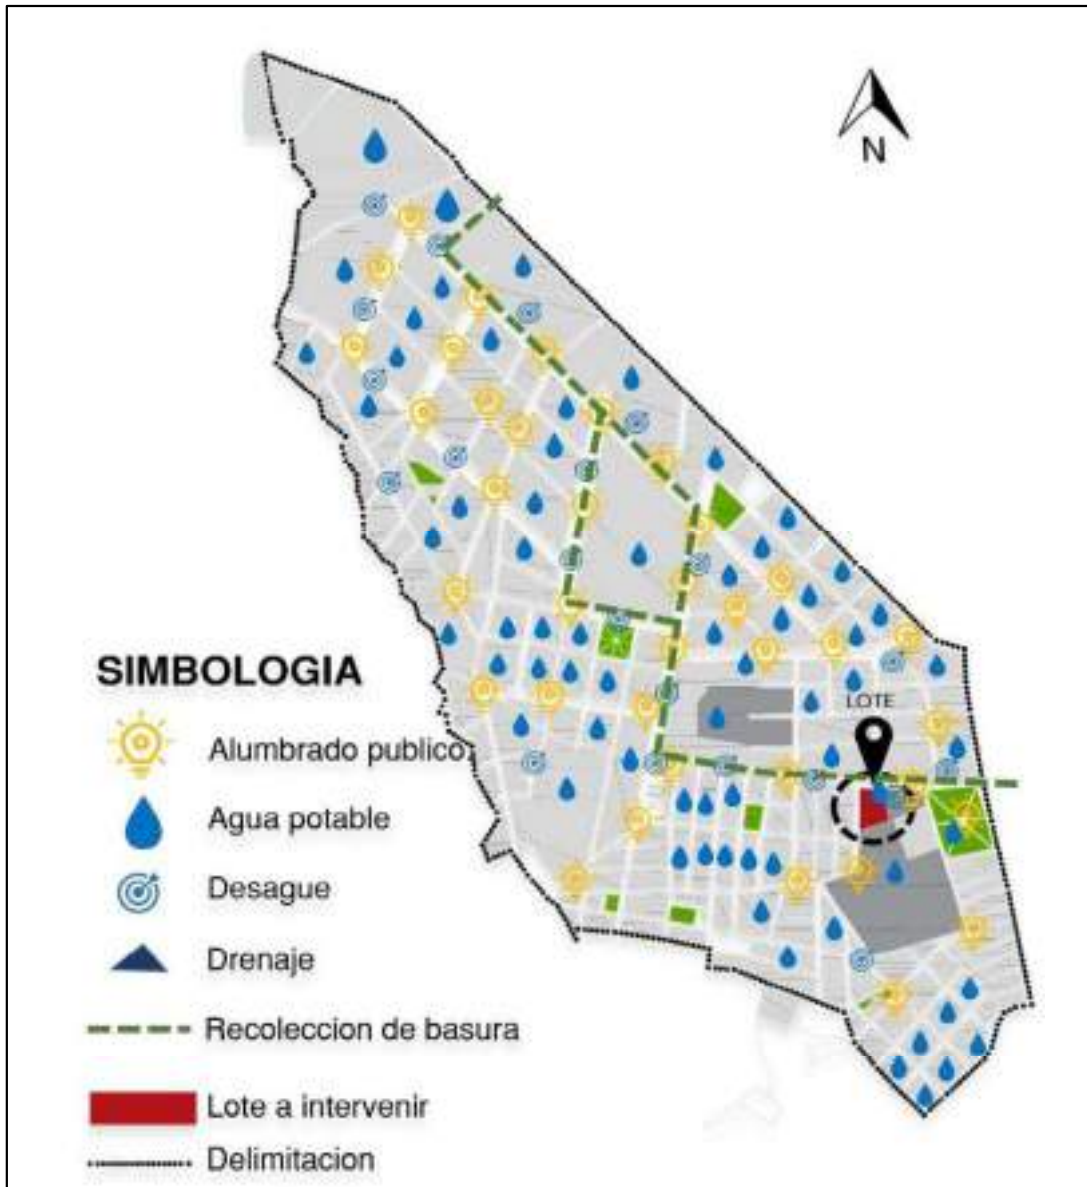 N
LOTE
SIMBOLOGIA
Alumbrado publico
Agua potable
Desague
Drenaje
Recoleccion de basura
Lote a intervenir
Delimitacion